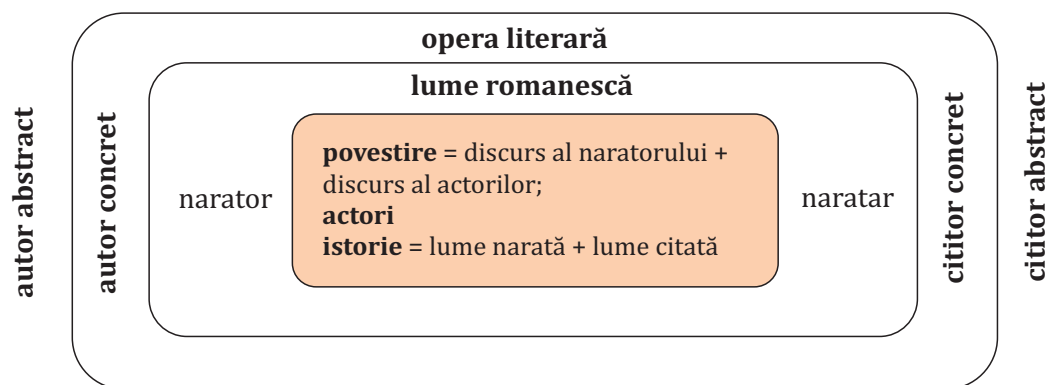 opera literară
lume romanescă
autor abstract
autor concret
narator
povestire = discurs al naratorului +
discurs al actorilor;
actori
istorie = lume narată + lume citată
naratar
cititor concret
cititor abstract